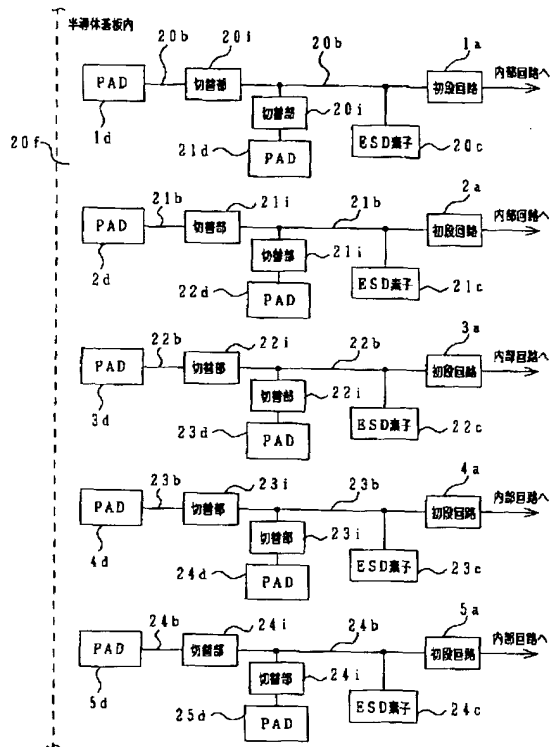 半導体基板内
20b
20i
20b
1a
内部回路へ
PAD
切替部
初段回路
1d
切替部
20i
20f
21d
PAD
ESD素子
20c
21b
21i
21b
2a
内部回路へ
PAD
切替部
初段回路
2d
切替部
21i
22d
PAD
ESD素子
21c
22b
22i
22b
3a
内部回路へ
PAD
切替部
初段回路
3d
切替部
22i
23d
PAD
ESD素子
22c
23b
23i
23b
4a
内部回路へ
PAD
切替部
初段回路
4d
切替部
23i
24d
PAD
ESD素子
23c
24b
24i
24b
5a
内部回路へ
PAD
切替部
初段回路
5d
切替部
24i
25d
PAD
ESD素子
24c